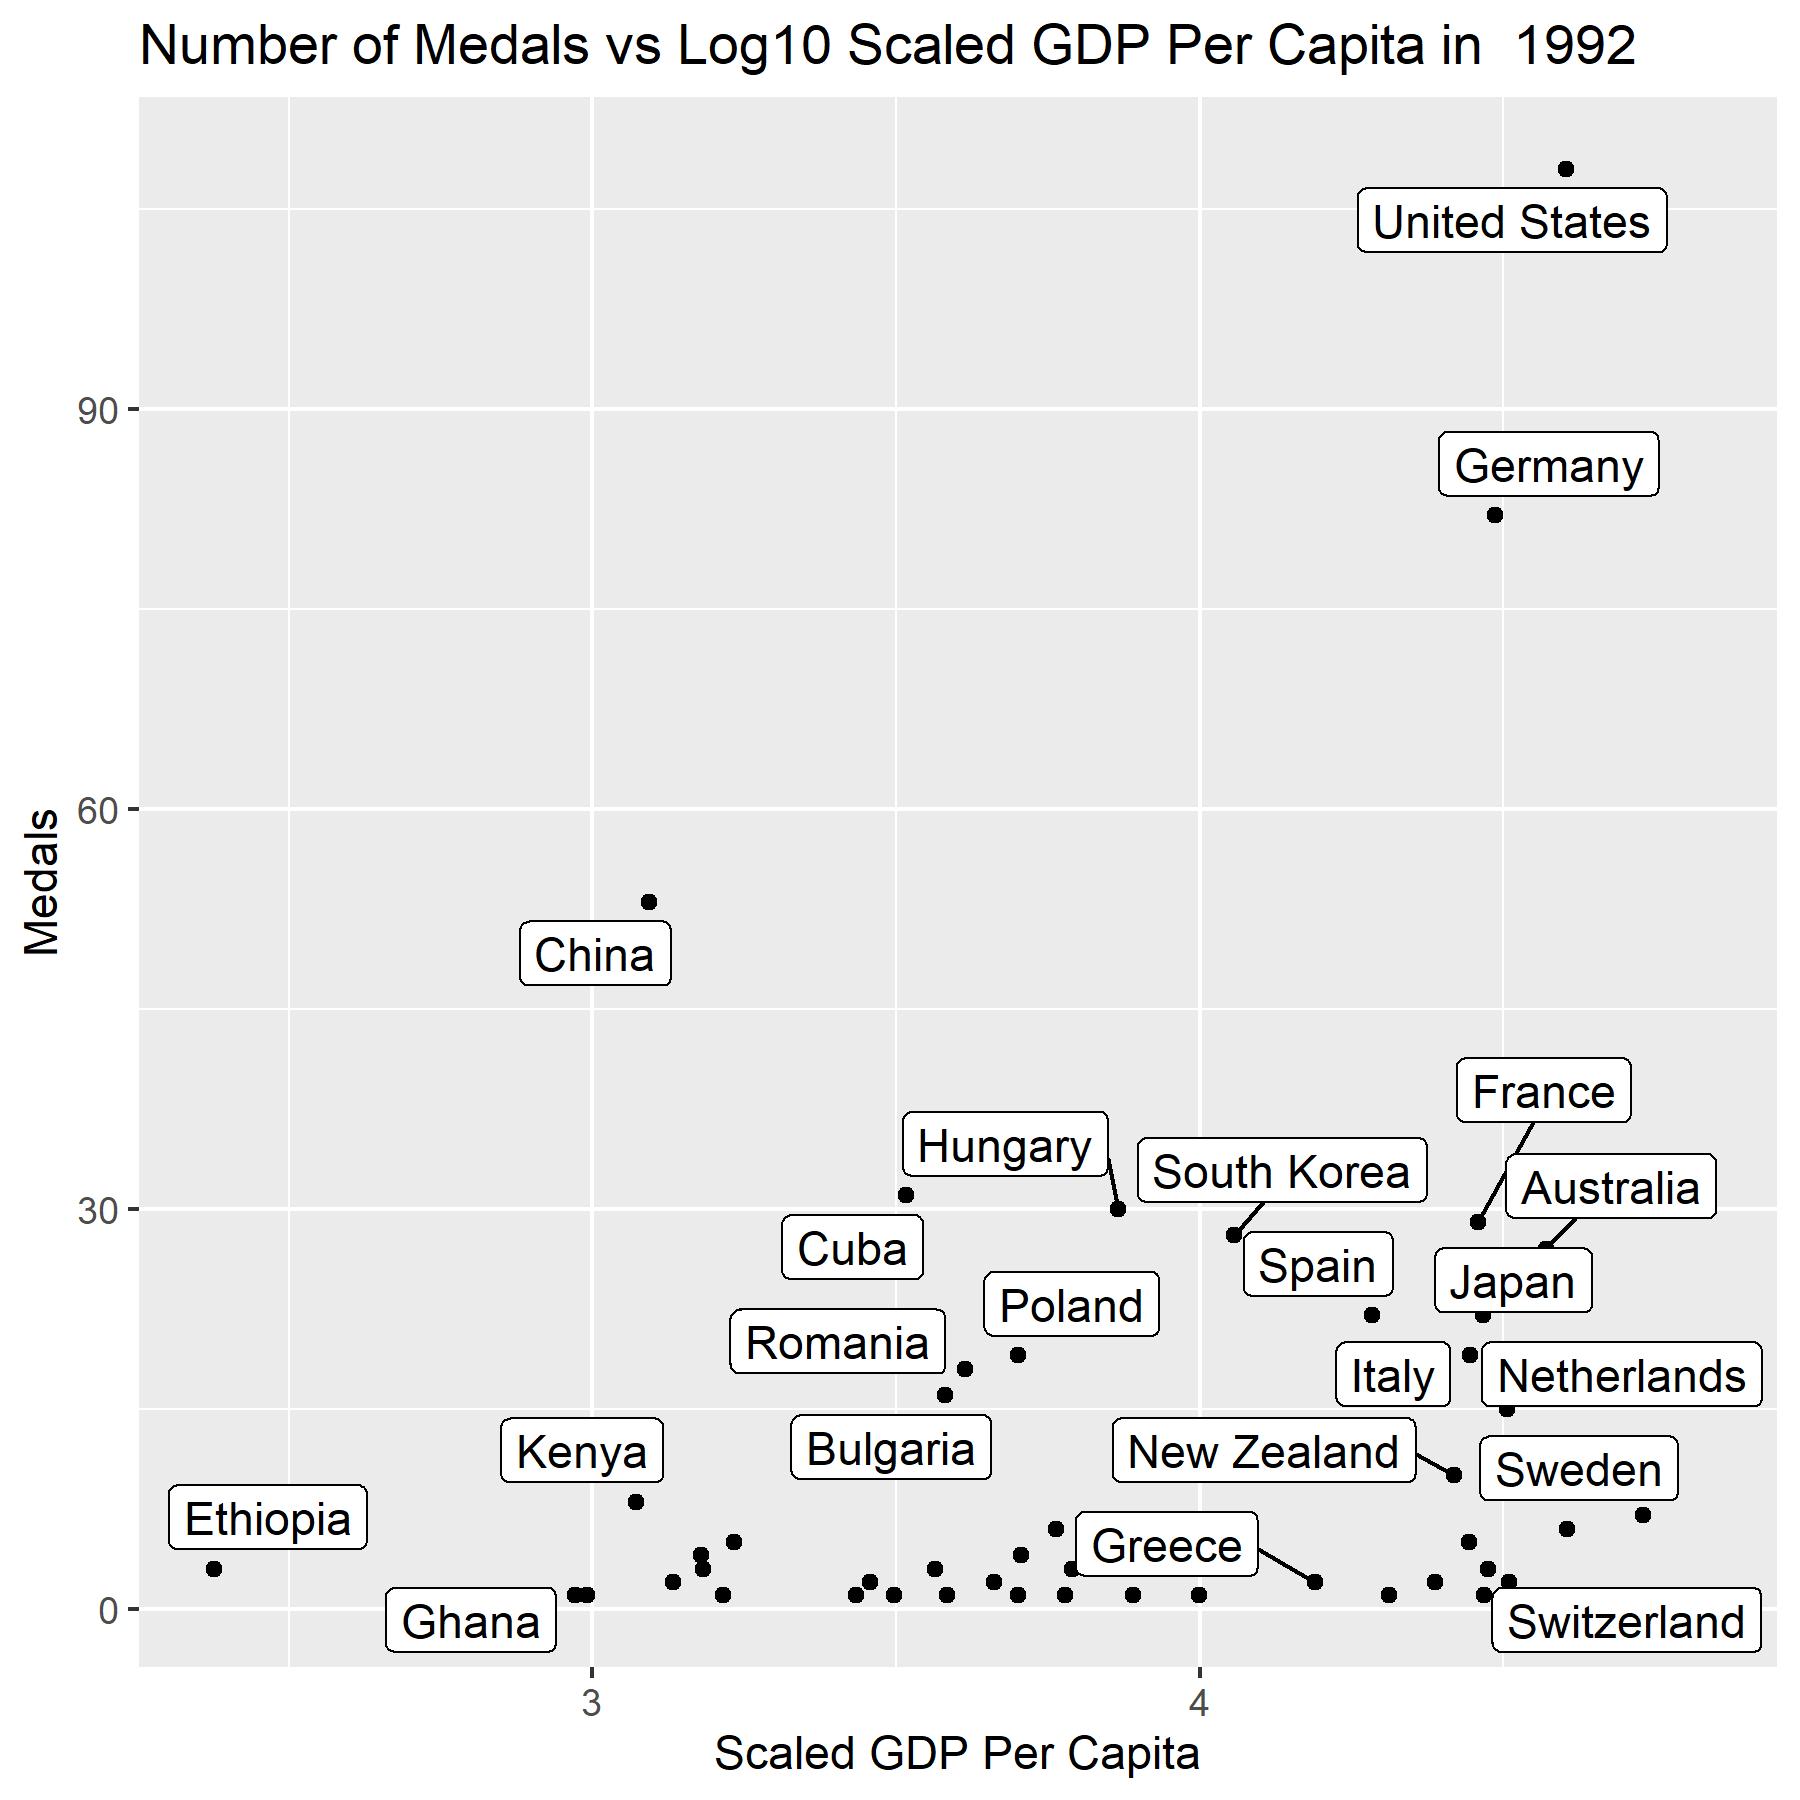 Number of Medals vs Log10 Scaled GDP Per Capita in  1992
United States
90
Germany
60
Medals
China
France
Hungary
South Korea
Australia
30
Cuba
Spain
Japan
Poland
Romania
Italy
Netherlands
Kenya
Bulgaria
New Zealand
Sweden
Ethiopia
Greece
0
Ghana
Switzerland
3
4
Scaled GDP Per Capita